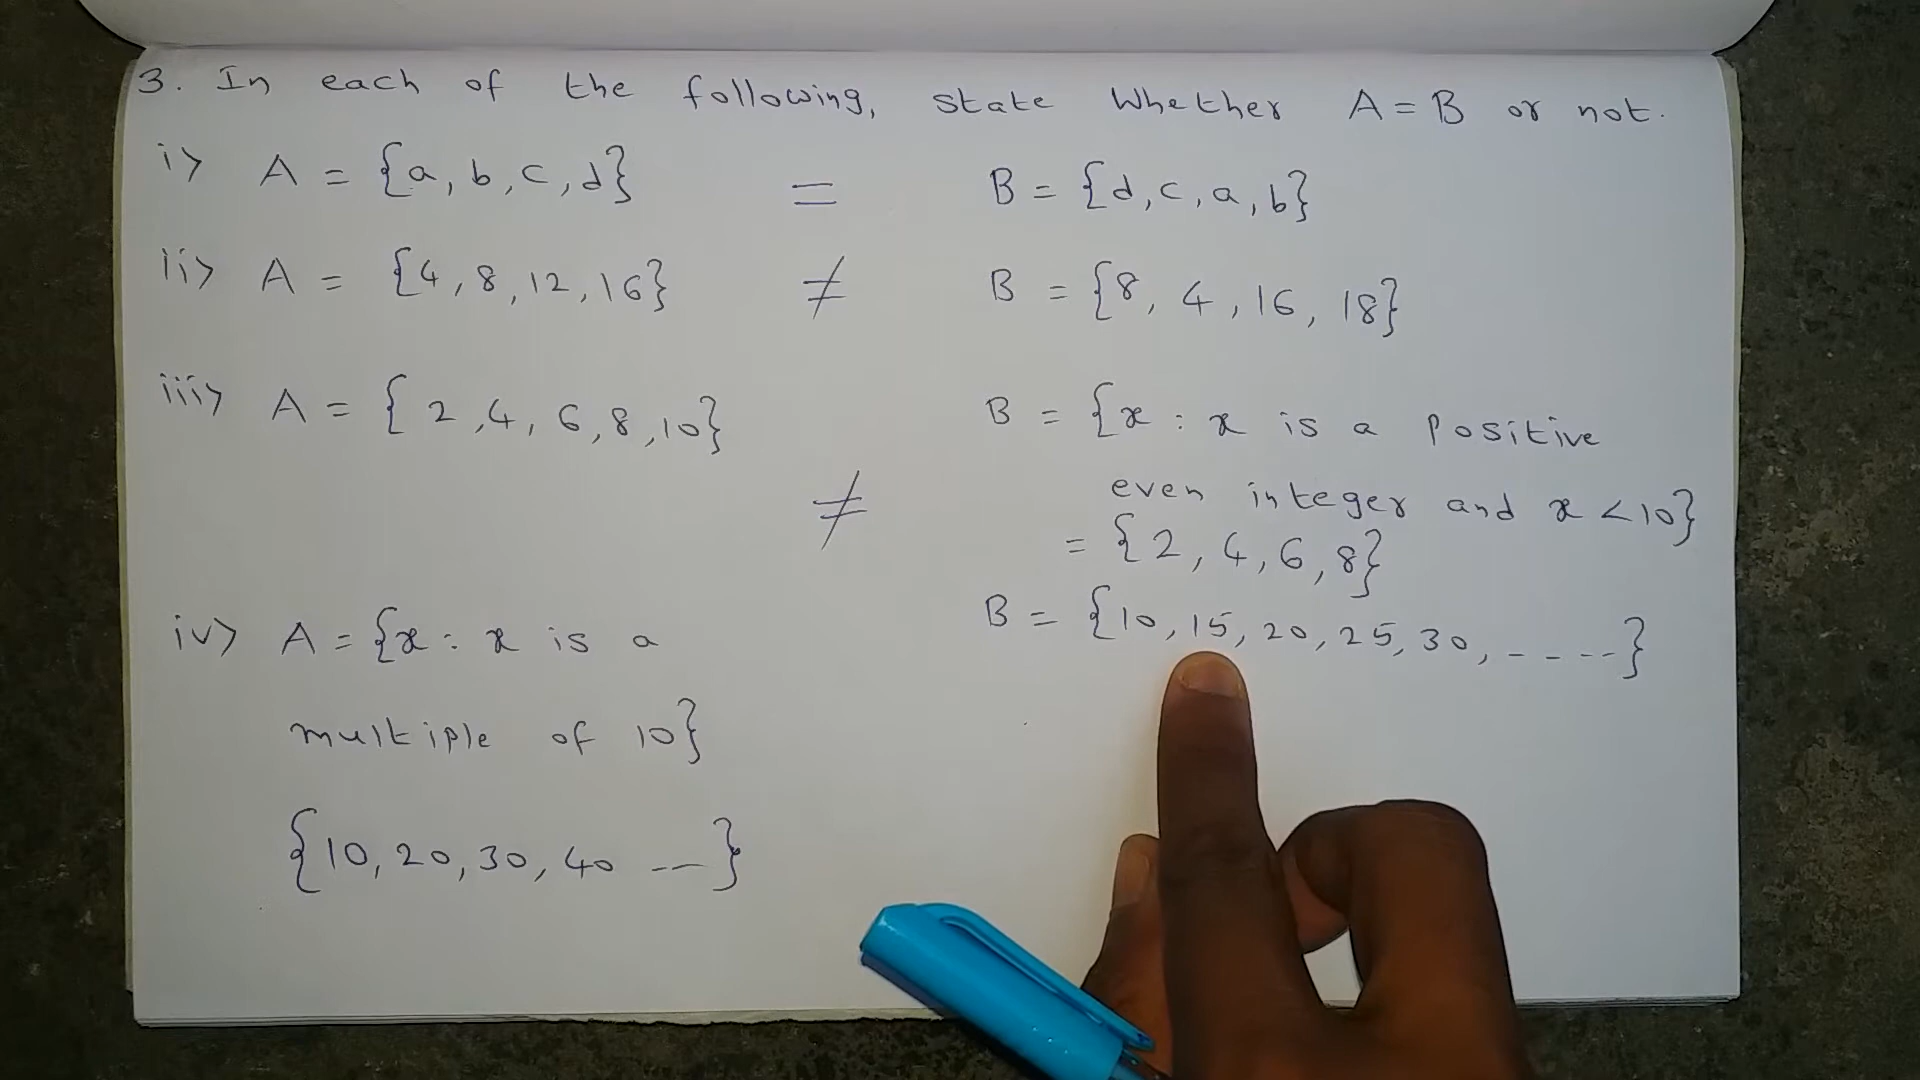 3. In each of the following, state whether A = B or not.
i> A = {a, b, c, d} = B = {d, c, a, b}
ii> A = {4, 8, 12, 16} ≠ B = {8, 4, 16, 18}
iii> A = { 2, 4, 6, 8, 10} B = {x : x is a positive
≠ even integer and x < 10}
= {2, 4, 6, 8}
iv> A = {x : x is a B = {10, 15, 20, 25, 30, - - - -}
multiple of 10}
{10, 20, 30, 40 --}